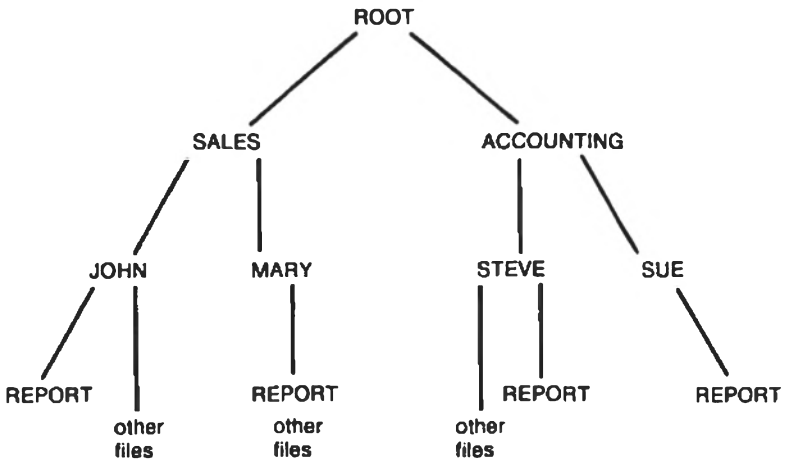 ROOT
SALES ACCOUNTING
JOHN MARY STEVE SUE
REPORT REPORT REPORT REPORT
other other other
files files files